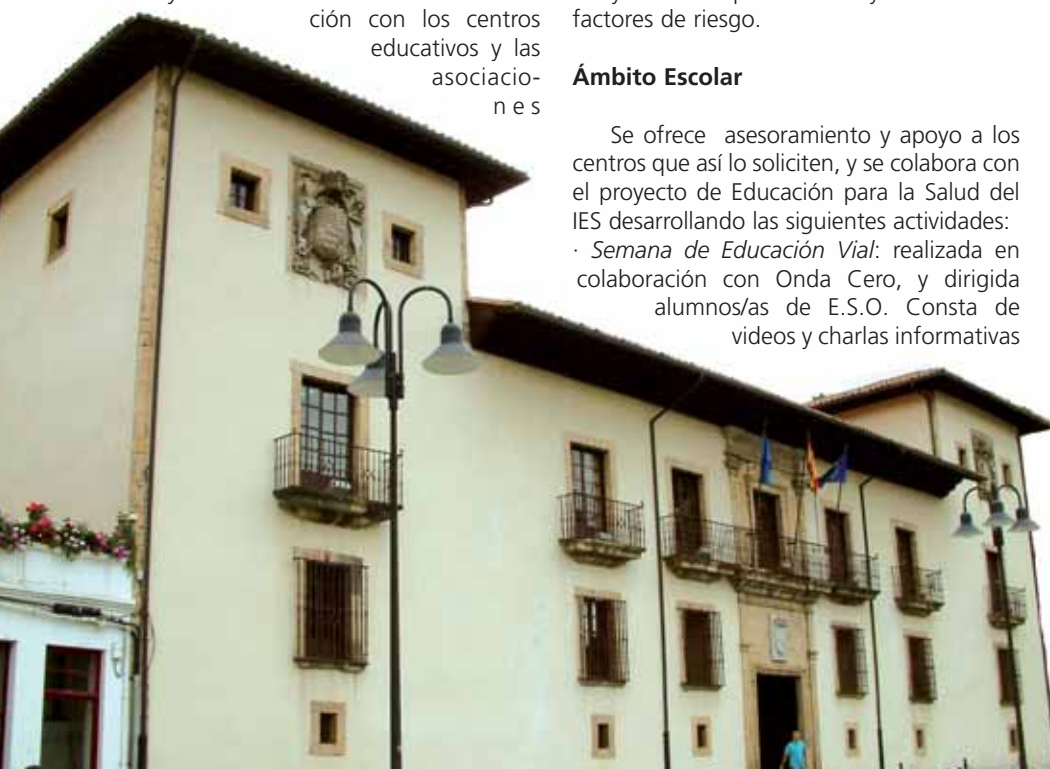 ción con los centros
educativos y las
asociacio-
n e s
factores de riesgo.
Ámbito Escolar
Se ofrece asesoramiento y apoyo a los
centros que así lo soliciten, y se colabora con
el proyecto de Educación para la Salud del
IES desarrollando las siguientes actividades:
· Semana de Educación Vial: realizada en
colaboración con Onda Cero, y dirigida
alumnos/as de E.S.O. Consta de
videos y charlas informativas